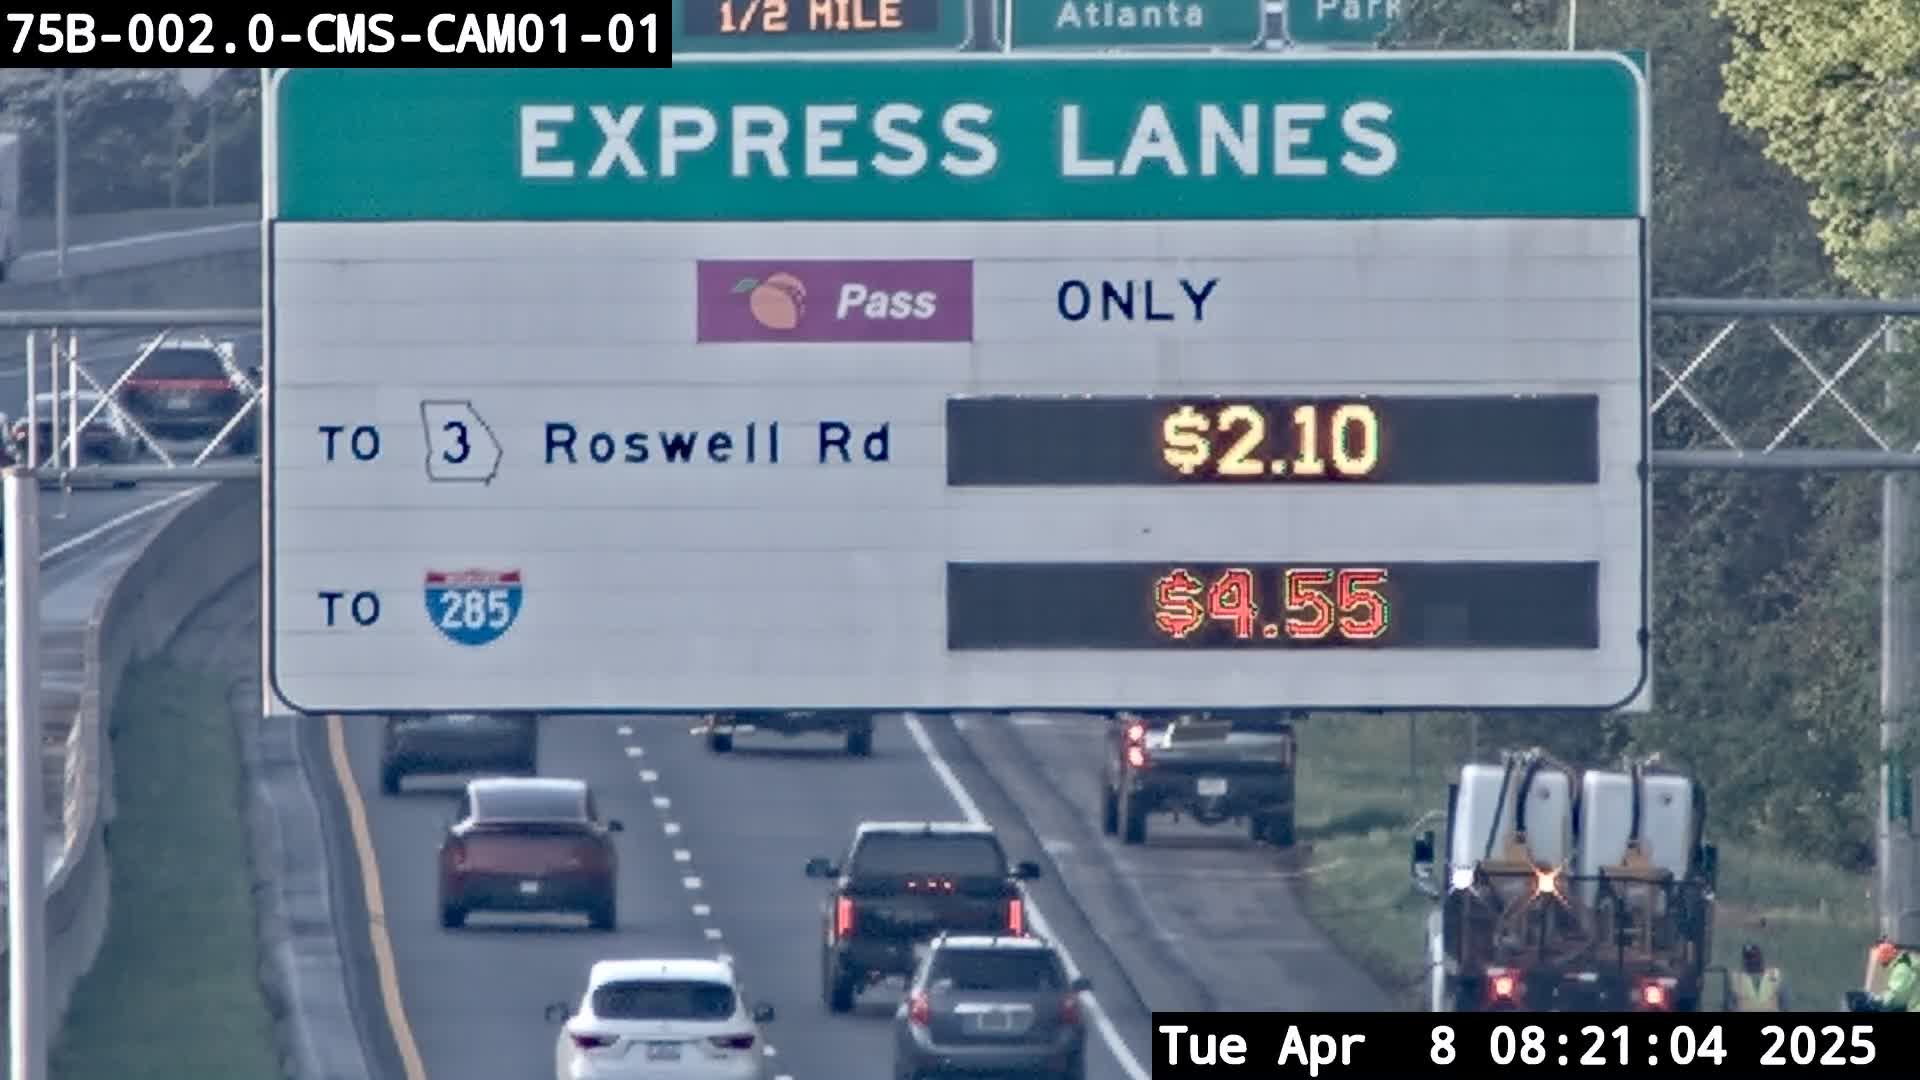 75B-002.0-CMS-CAM01-01
1/2 MILE
Atlanta
Park
EXPRESS LANES
Pass ONLY
TO 3 Roswell Rd $2.10
TO 285 $4.55
Tue Apr 8 08:21:04 2025